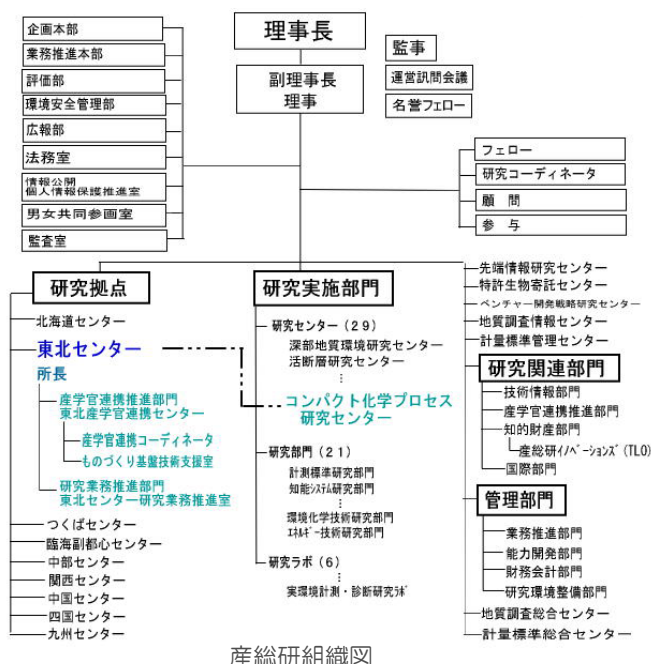 理事長
副理事長
理事
監事
運営訊問会議
名誉フェロー
企画本部
業務推進本部
評価部
環境安全管理部
広報部
法務室
情報公開
個人情報保護推進室
男女共同参画室
監査室
フェロー
研究コーディネータ
顧 問
参 与
研究拠点
北海道センター
東北センター
所長
産学官連携推進部門
東北産学官連携センター
産学官連携コーディネータ
ものづくり基盤技術支援室
研究業務推進部門
東北センター研究業務推進室
つくばセンター
臨海副都心センター
中部センター
関西センター
中国センター
四国センター
九州センター
研究実施部門
研究センター(29)
深部地質環境研究センター
活断層研究センター
⋮
コンパクト化学プロセス
研究センター
研究部門(21)
計測標準研究部門
知能システム研究部門
⋮
環境化学技術研究部門
エネルギー技術研究部門
研究ラボ(6)
⋮
実環境計測・診断研究ラボ
先端情報研究センター
特許生物寄託センター
ベンチャー開発戦略研究センター
地質調査情報センター
計量標準管理センター
研究関連部門
技術情報部門
産学官連携推進部門
知的財産部門
産総研イノベーションズ(TLO)
国際部門
管理部門
業務推進部門
能力開発部門
財務会計部門
研究環境整備部門
地質調査総合センター
計量標準総合センター
産総研組織図